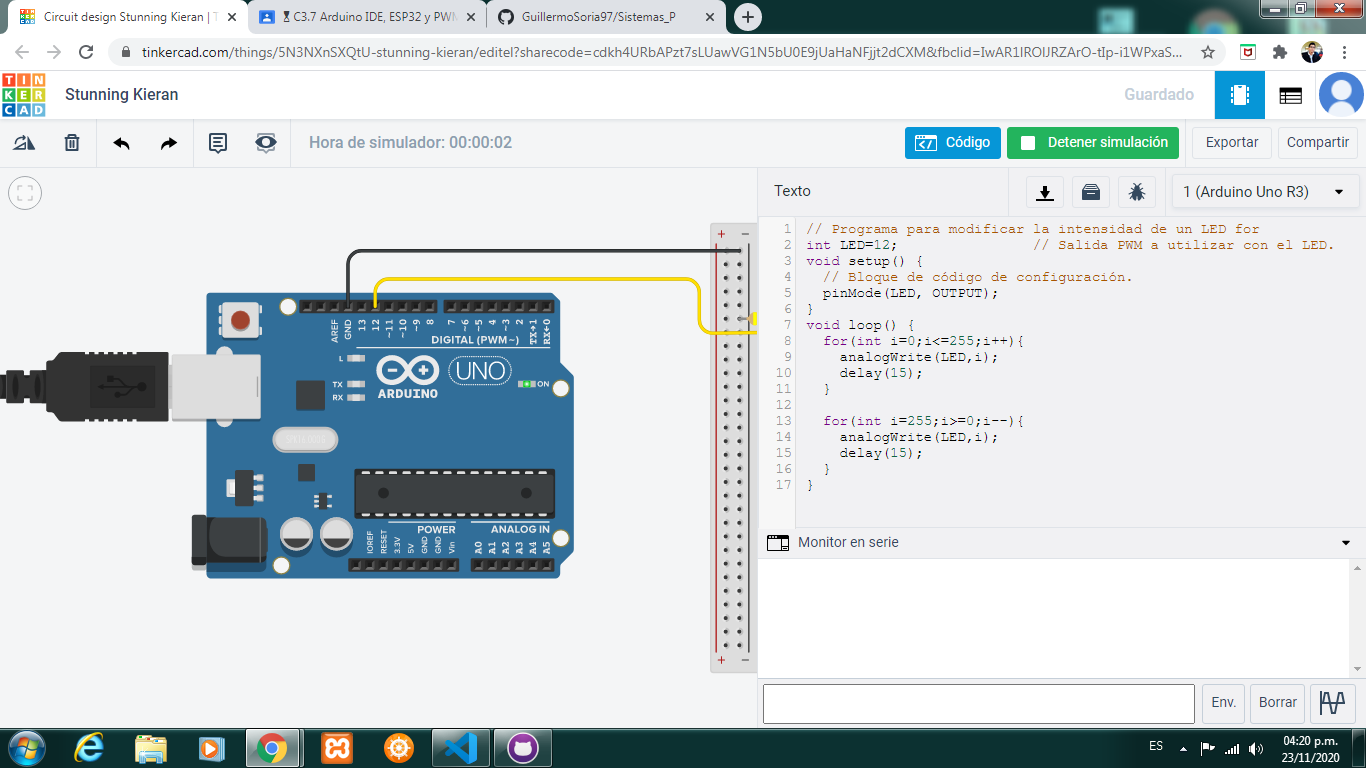 Circuit design Stunning Kieran | T
C3.7 Arduino IDE, ESP32 y PWM
GuillermoSoria97/Sistemas_P
tinkercad.com/things/5N3NXnSXQtU-stunning-kieran/editel?sharecode=cdkh4URbAPzt7sLUawVG1N5bU0E9jUaHaNFjjt2dCXM&fbclid=IwAR1lROlJRZArO-tIp-i1WPxaS...
TIN
KER
CAD
Stunning Kieran
Guardado
Hora de simulador: 00:00:02
Código
Detener simulación
Exportar
Compartir
Texto
1 (Arduino Uno R3)
1 // Programa para modificar la intensidad de un LED for
2 int LED=12; // Salida PWM a utilizar con el LED.
3 void setup() {
4 // Bloque de código de configuración.
5 pinMode(LED, OUTPUT);
6 }
7 void loop() {
8 for(int i=0;i<=255;i++){
9 analogWrite(LED,i);
10 delay(15);
11 }
12
13 for(int i=255;i>=0;i--){
14 analogWrite(LED,i);
15 delay(15);
16 }
17 }
+ −
AREF
GND
13
12
~11
~10
~9
8
7
~6
~5
4
~3
2
TX→1
RX←0
DIGITAL (PWM~)
L
TX
RX
ARDUINO
UNO
ON
POWER
ANALOG IN
IOREF
RESET
3.3V
5V
GND
GND
Vin
A0
A1
A2
A3
A4
A5
+ −
Monitor en serie
Env.
Borrar
ES
04:20 p.m.
23/11/2020